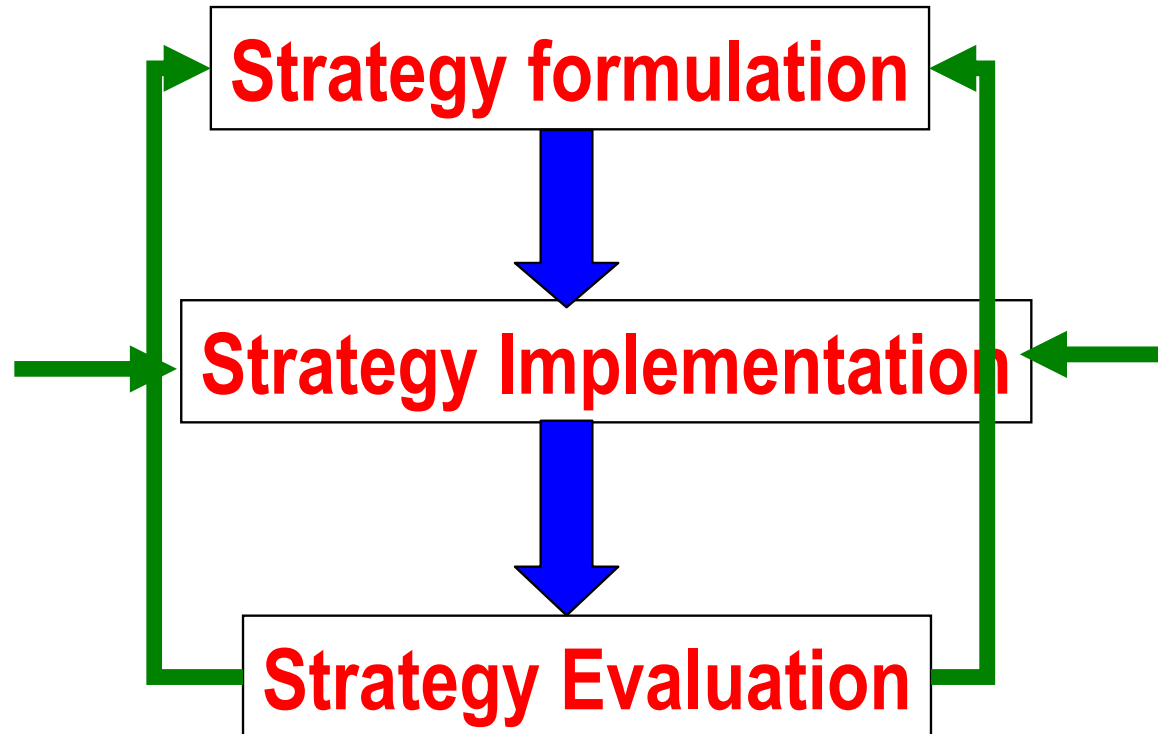 Strategy formulation
Strategy Implementation
Strategy Evaluation